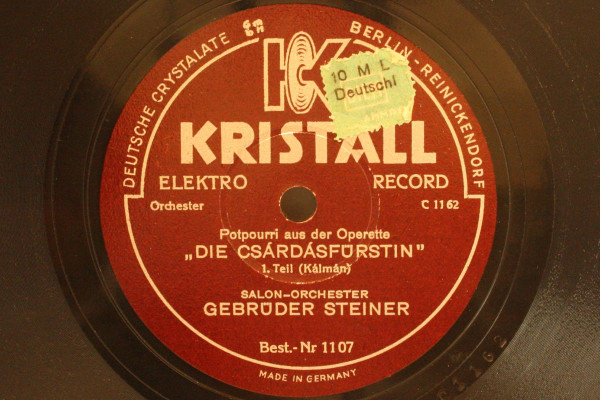 DEUTSCHE CRYSTALATE
BERLIN-REINICKENDORF
K
10 M L
Deutschl
KRISTALL
ELEKTRO RECORD
Orchester C 1162
Potpourri aus der Operette
„DIE CSÁRDÁSFÜRSTIN"
1. Teil (Kálmán)
SALON-ORCHESTER
GEBRÜDER STEINER
Best.-Nr 1107
MADE IN GERMANY